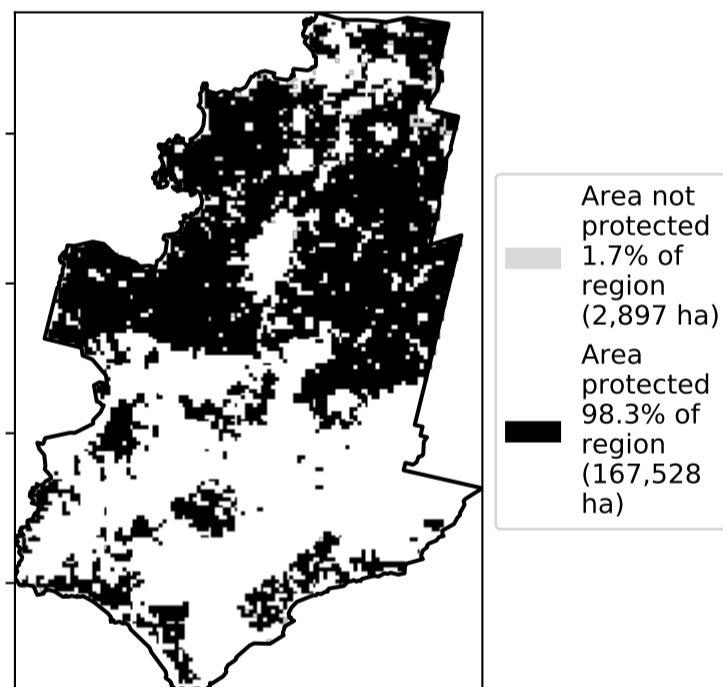 Area not
protected
1.7% of
region
(2,897 ha)
Area
protected
98.3% of
region
(167,528
ha)